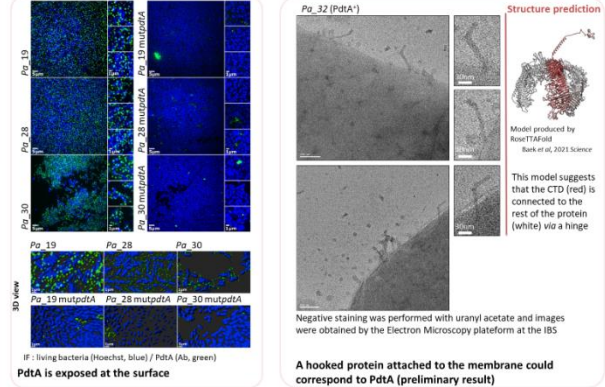 Pa_19
Pa_19 mutpdtA
Pa_28
Pa_28 mutpdtA
Pa_30
Pa_30 mutpdtA
3D view
Pa_19
Pa_28
Pa_30
Pa_19 mutpdtA
Pa_28 mutpdtA
Pa_30 mutpdtA
IF : living bacteria (Hoechst, blue) / PdtA (Ab, green)
PdtA is exposed at the surface
Pa_32 (PdtA⁺)
30nm
30nm
30nm
Negative staining was performed with uranyl acetate and images
were obtained by the Electron Microscopy plateform at the IBS
A hooked protein attached to the membrane could
correspond to PdtA (preliminary result)
Structure prediction
Model produced by
RoseTTAFold
Baek et al, 2021 Science
This model suggests
that the CTD (red) is
connected to the
rest of the protein
(white) via a hinge